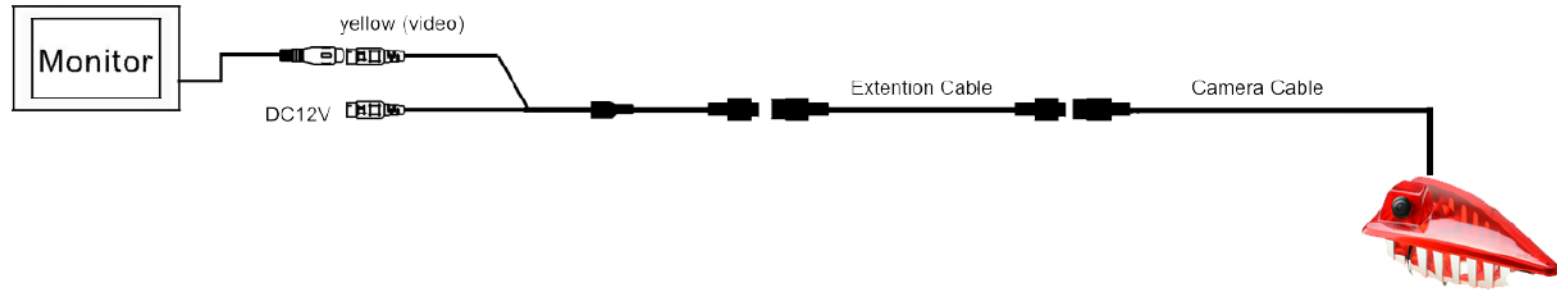 yellow (video)
Monitor
DC12V
Extention Cable
Camera Cable